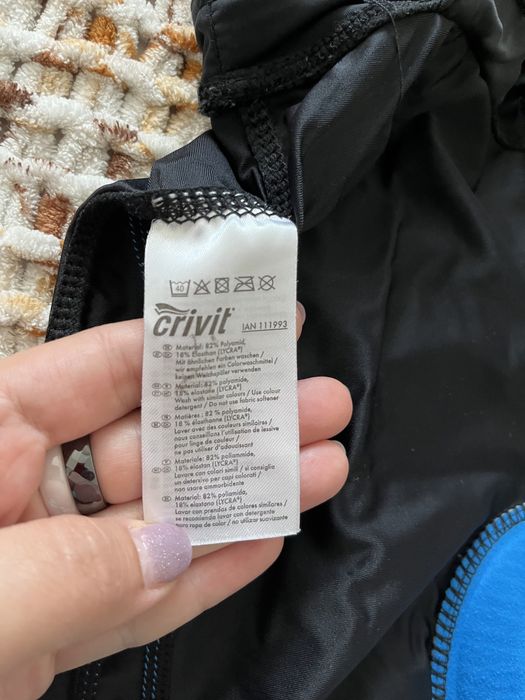 40
crivit®
IAN 111993
Material: 82% Polyamid,
18% Elasthan (LYCRA®)
Mit ähnlichen Farben waschen /
wir empfehlen ein Colorwaschmittel /
keinen Weichspüler verwenden
Material: 82% polyamide,
18% elastane (LYCRA®)
Wash with similar colours / Use colour
detergent / Do not use fabric softener
Matières: 82% polyamide,
18% élasthanne (LYCRA®)
Laver avec des couleurs similaires /
nous conseillons l'utilisation de lessive
pour linge de couleur /
ne pas utiliser d'adoucissant
Materiale: 82% poliammide,
18% elastan (LYCRA®)
Lavare con colori simili / si consiglia
un detersivo per capi colorati /
non usare ammorbidente
Material: 82% poliamida,
18% elastano (LYCRA®)
Lavar con prendas de colores similares /
se recomienda lavar con detergente
para ropa de color / no utilizar suavizante